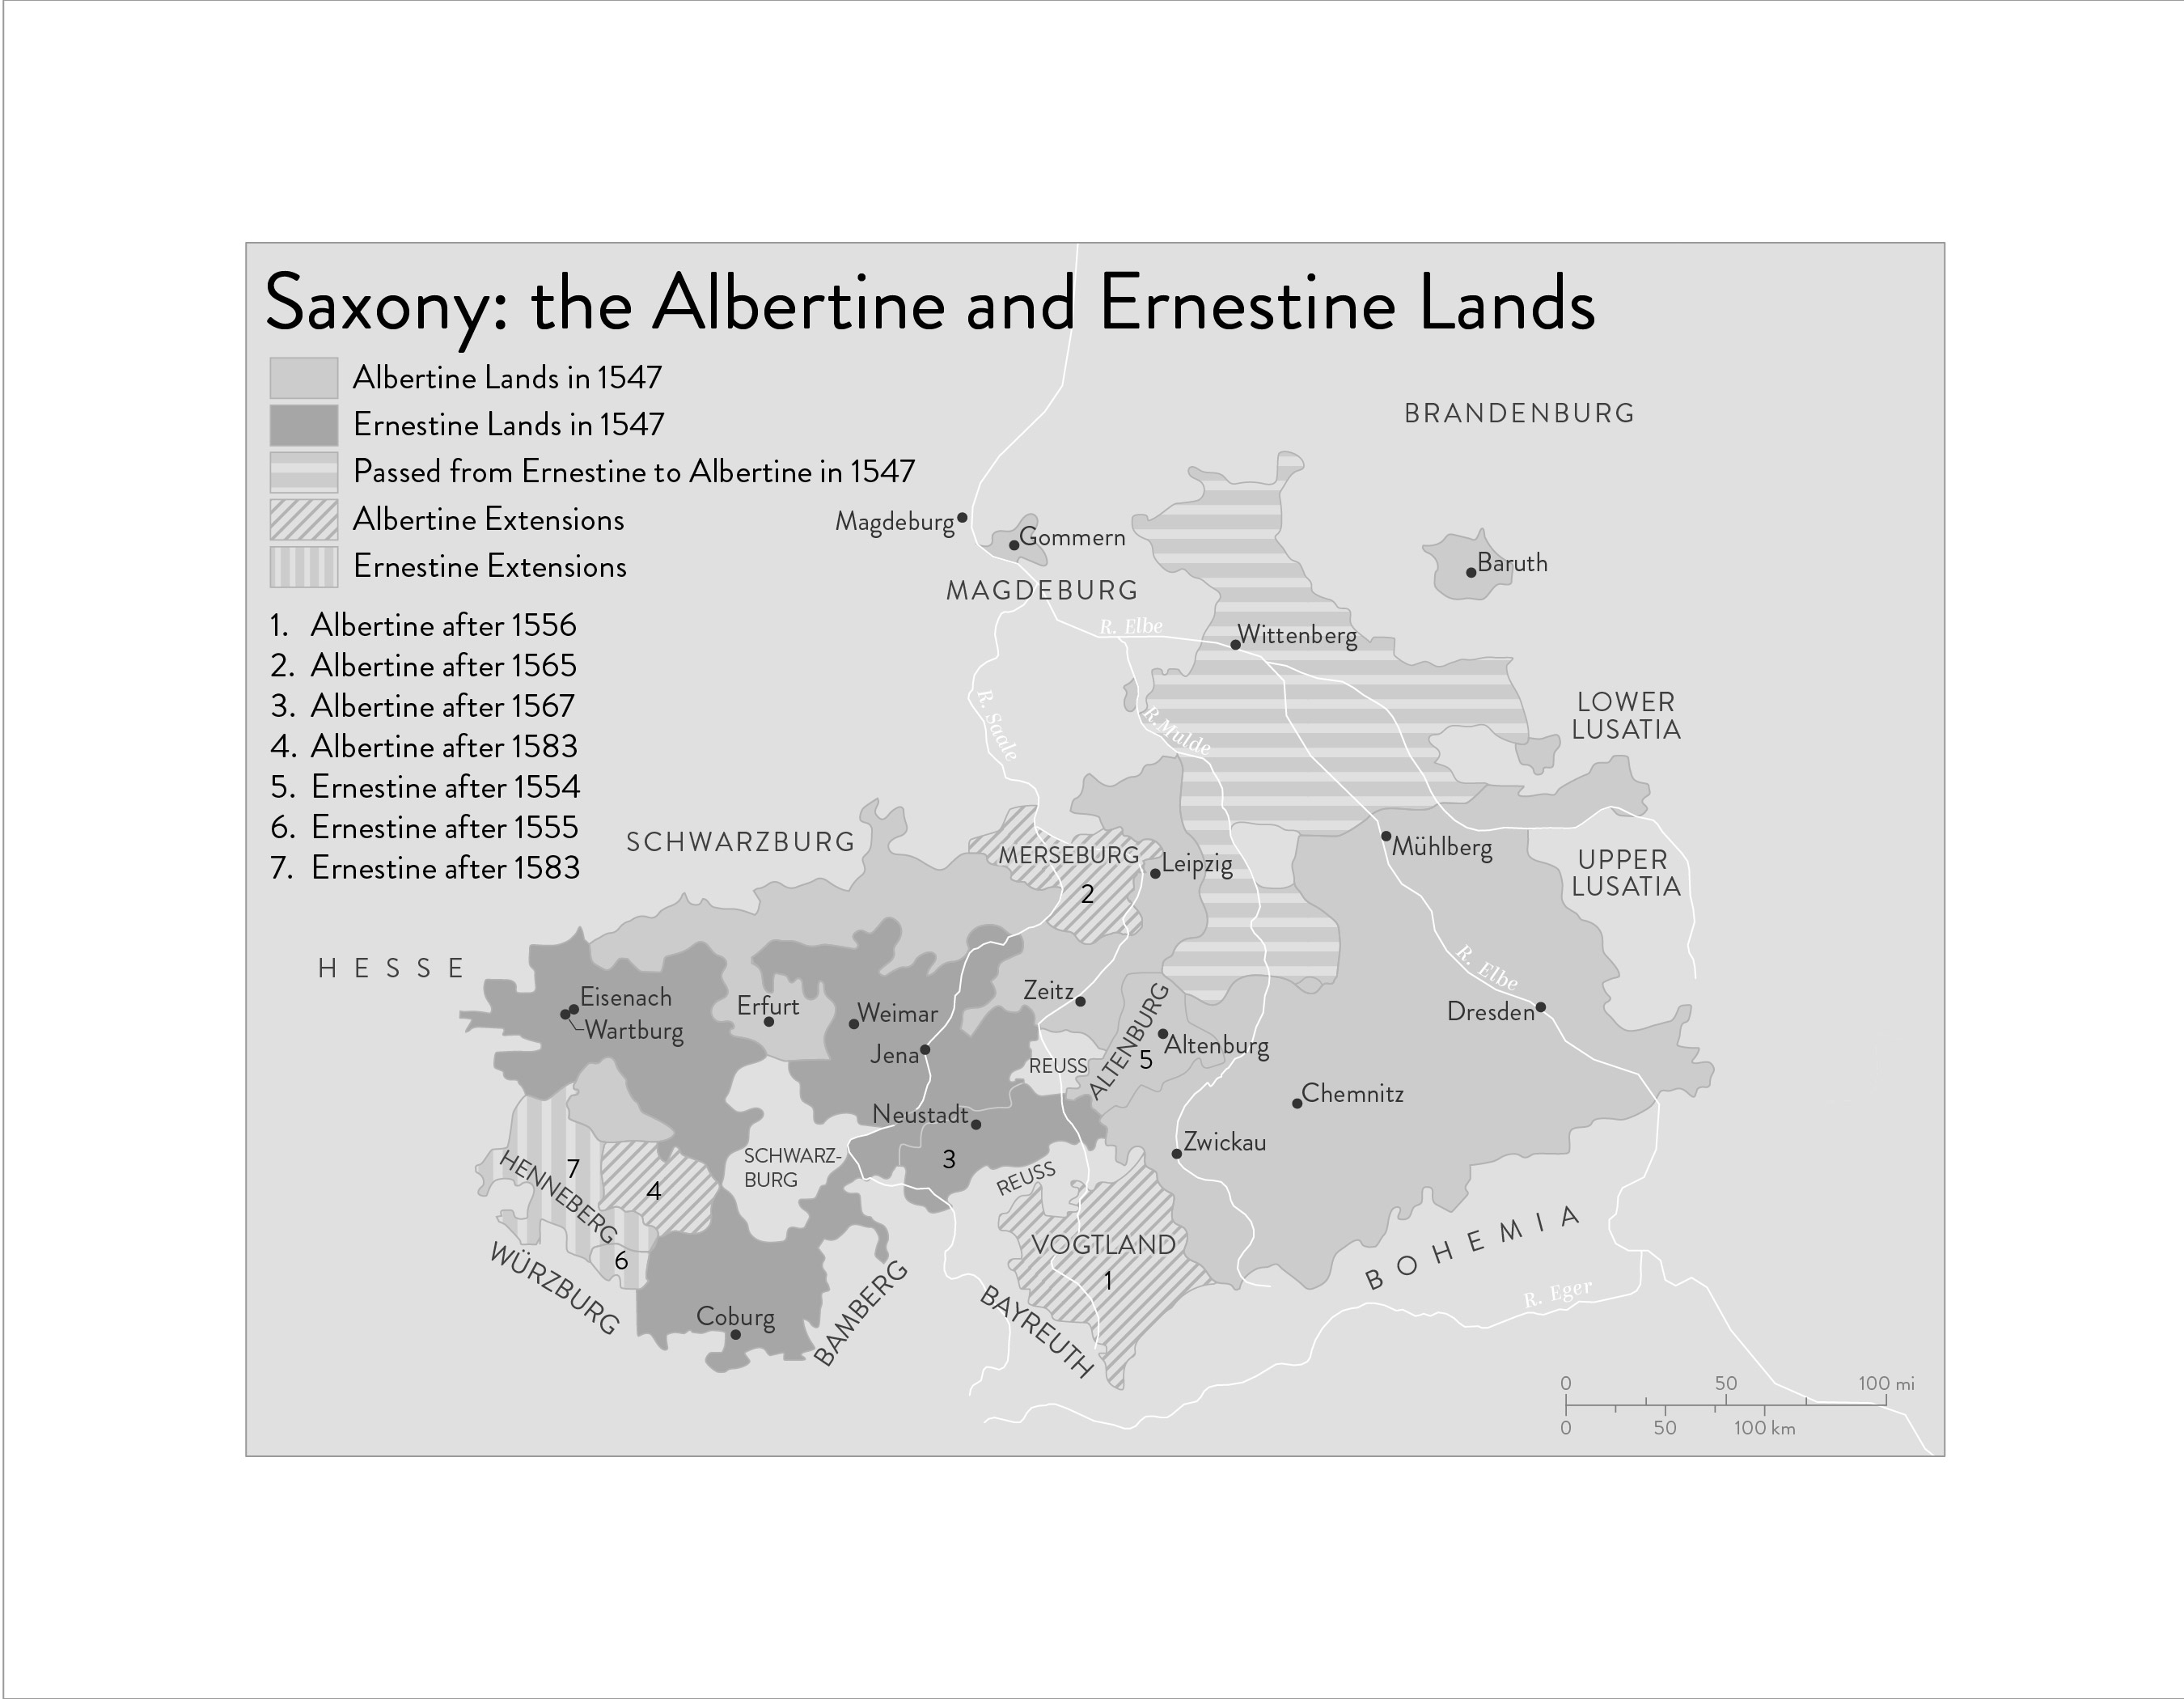 Saxony: the Albertine and Ernestine Lands
Albertine Lands in 1547
Ernestine Lands in 1547
Passed from Ernestine to Albertine in 1547
Albertine Extensions
Ernestine Extensions
1. Albertine after 1556
2. Albertine after 1565
3. Albertine after 1567
4. Albertine after 1583
5. Ernestine after 1554
6. Ernestine after 1555
7. Ernestine after 1583
BRANDENBURG
Magdeburg
Gommern
Baruth
MAGDEBURG
R. Elbe
Wittenberg
LOWER
LUSATIA
R. Saale
R. Mulde
SCHWARZBURG
MERSEBURG
2
Leipzig
Mühlberg
UPPER
LUSATIA
HESSE
Eisenach
Wartburg
Erfurt
Weimar
Jena
Zeitz
REUSS
ALTENBURG
5
Altenburg
R. Elbe
Dresden
Chemnitz
Neustadt
3
Zwickau
SCHWARZ-
BURG
REUSS
HENNEBERG
7
4
6
WÜRZBURG
VOGTLAND
1
BOHEMIA
R. Eger
Coburg
BAMBERG
BAYREUTH
0 50 100 mi
0 50 100 km